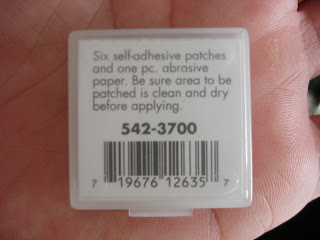 Six self-adhesive patches
and one pc. abrasive
paper. Be sure area to be
patched is clean and dry
before applying.
542-3700
7 19676 12635 7